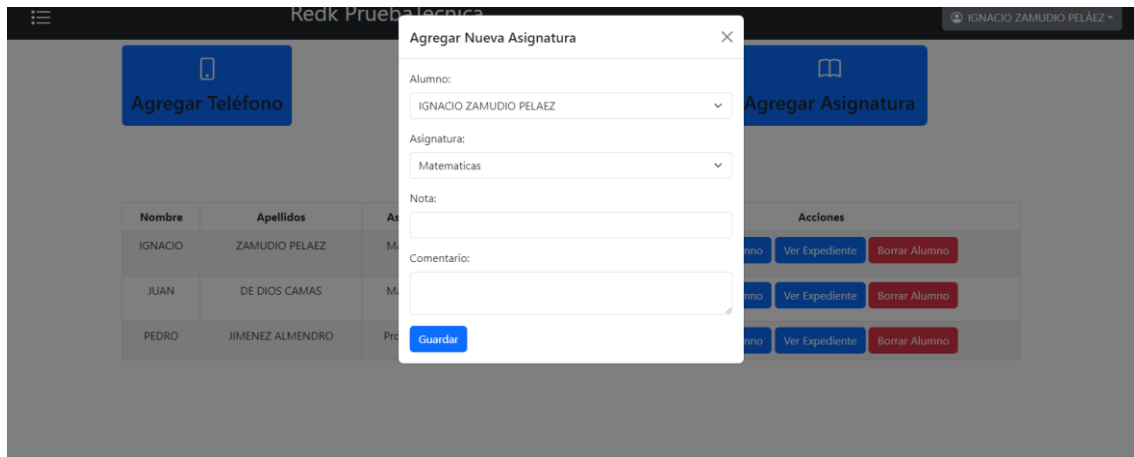 Redk PruebaTecnica
IGNACIO ZAMUDIO PELÁEZ
Agregar Teléfono
Agregar Asignatura
Agregar Nueva Asignatura
Alumno:
IGNACIO ZAMUDIO PELAEZ
Asignatura:
Matematicas
Nota:
Comentario:
Guardar
Nombre Apellidos Acciones
IGNACIO ZAMUDIO PELAEZ Ver Expediente Borrar Alumno
JUAN DE DIOS CAMAS Ver Expediente Borrar Alumno
PEDRO JIMENEZ ALMENDRO Ver Expediente Borrar Alumno